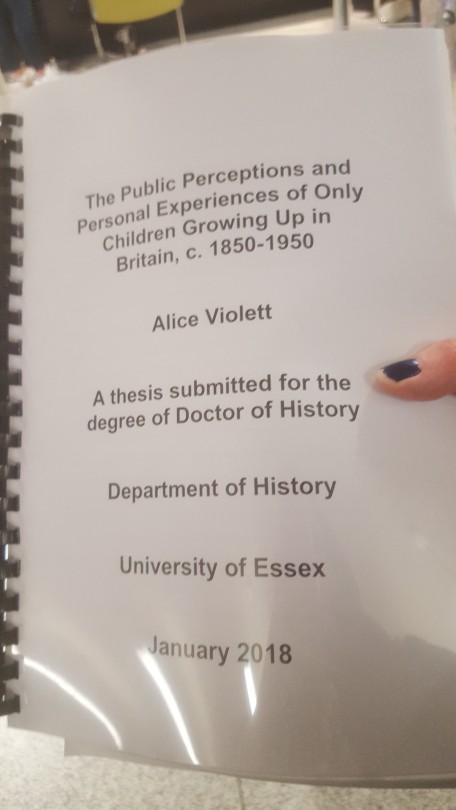 The Public Perceptions and
Personal Experiences of Only
Children Growing Up in
Britain, c. 1850-1950
Alice Violett
A thesis submitted for the
degree of Doctor of History
Department of History
University of Essex
January 2018